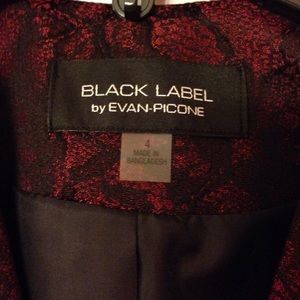 BLACK LABEL
by EVAN-PICONE
4
MADE IN
BANGLADESH